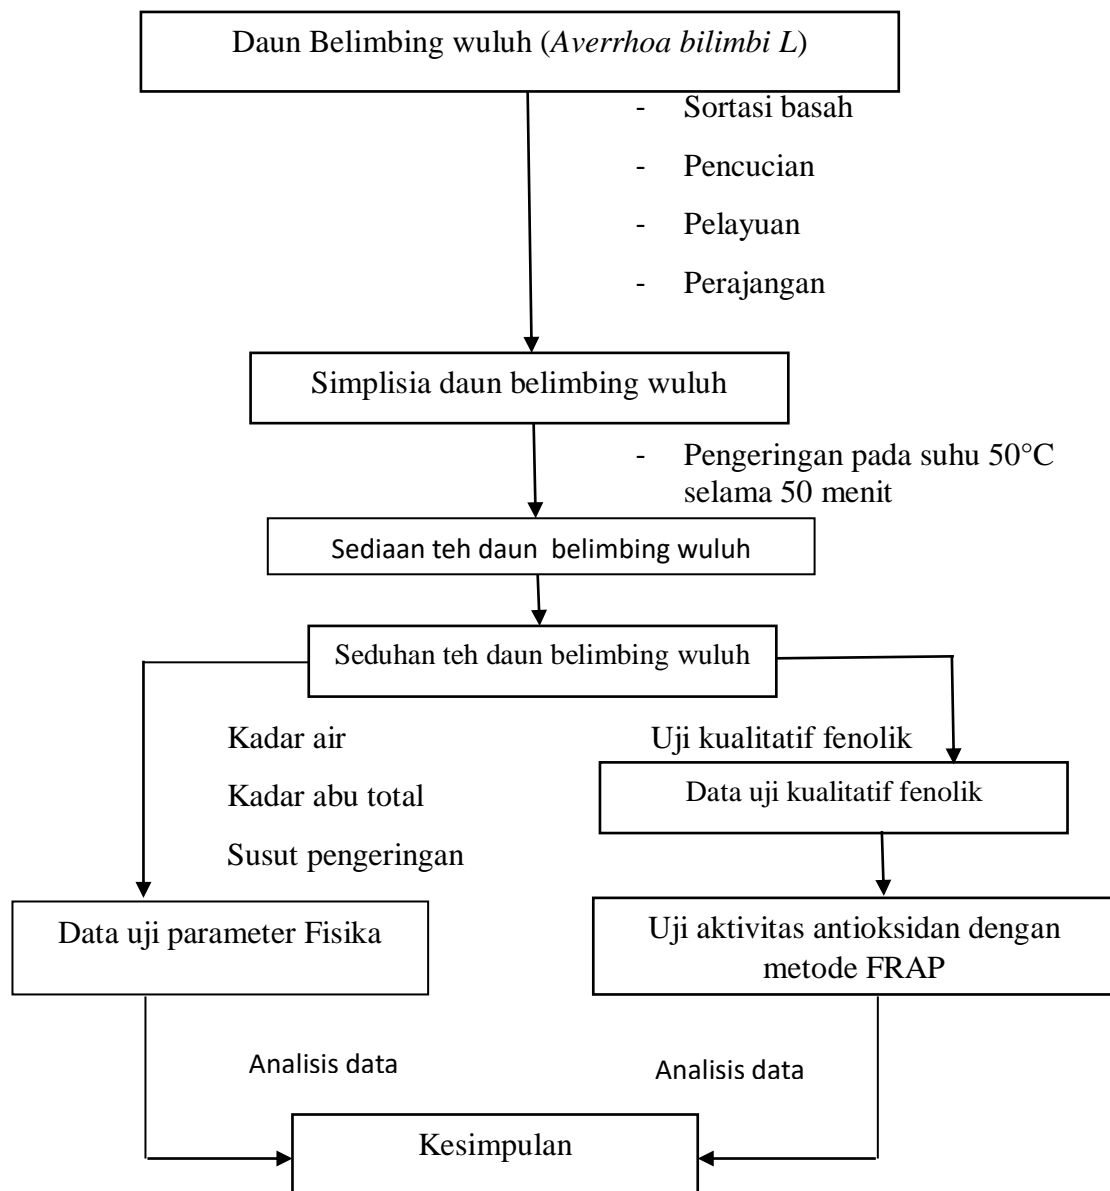 Daun Belimbing wuluh (Averrhoa bilimbi L)
- Sortasi basah
- Pencucian
- Pelayuan
- Perajangan
Simplisia daun belimbing wuluh
- Pengeringan pada suhu 50°C
selama 50 menit
Sediaan teh daun belimbing wuluh
Seduhan teh daun belimbing wuluh
Kadar air
Kadar abu total
Susut pengeringan
Uji kualitatif fenolik
Data uji kualitatif fenolik
Data uji parameter Fisika
Uji aktivitas antioksidan dengan
metode FRAP
Analisis data
Analisis data
Kesimpulan